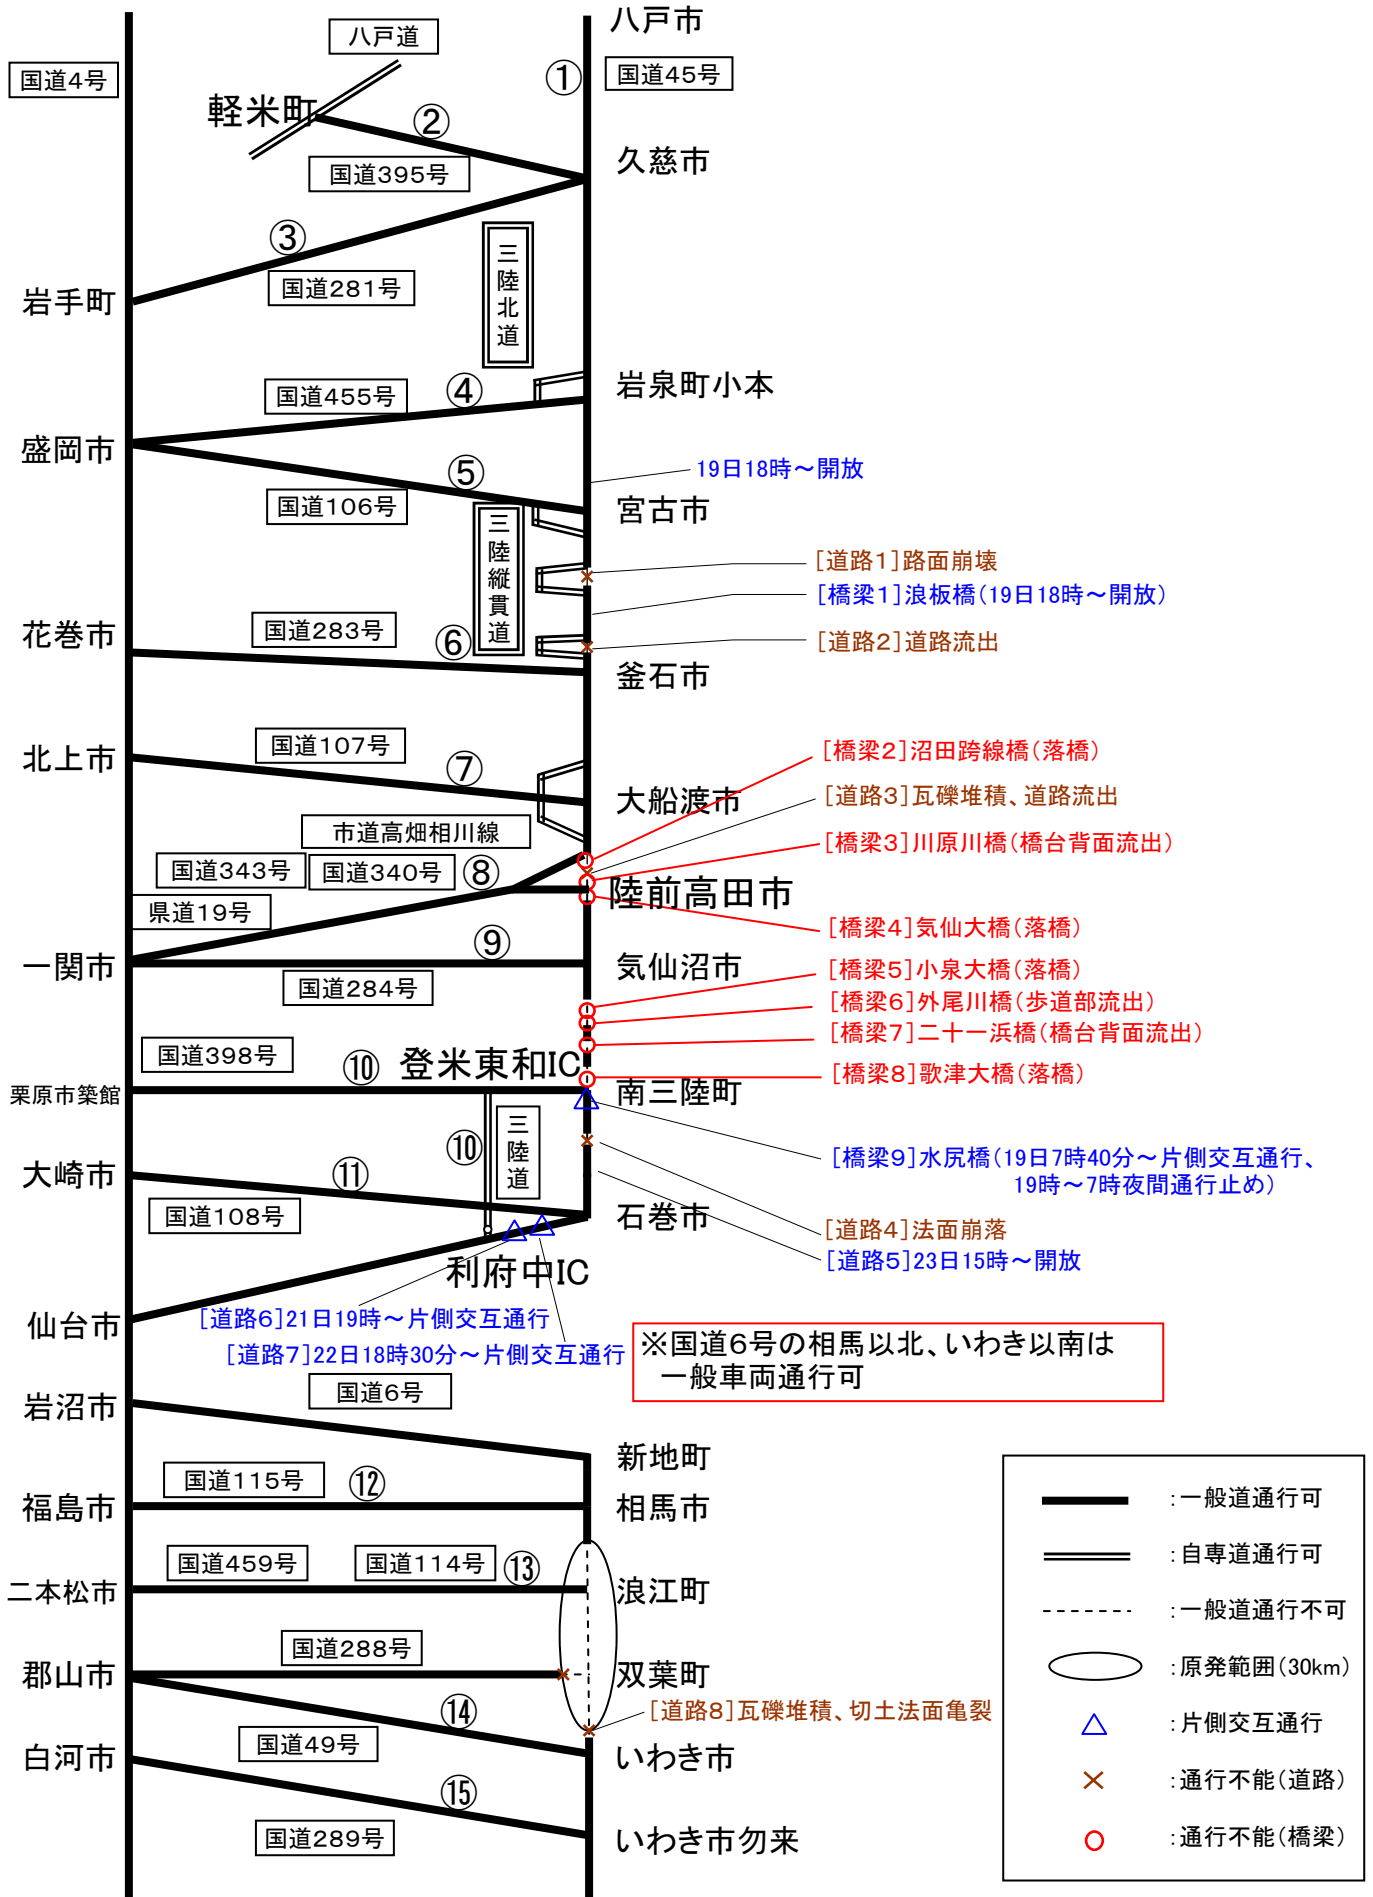 八戸市
八戸道
国道4号
①
国道45号
軽米町
②
久慈市
国道395号
③
三陸北道
国道281号
岩手町
岩泉町小本
国道455号
④
盛岡市
19日18時～開放
⑤
国道106号
宮古市
三陸縦貫道
[道路1]路面崩壊
[橋梁1]浪板橋(19日18時～開放)
花巻市
国道283号
⑥
[道路2]道路流出
釜石市
国道107号
北上市
[橋梁2]沼田跨線橋(落橋)
⑦
大船渡市
[道路3]瓦礫堆積、道路流出
市道高畑相川線
[橋梁3]川原川橋(橋台背面流出)
国道343号
国道340号
⑧
陸前高田市
県道19号
[橋梁4]気仙大橋(落橋)
⑨
一関市
気仙沼市
[橋梁5]小泉大橋(落橋)
国道284号
[橋梁6]外尾川橋(歩道部流出)
[橋梁7]二十一浜橋(橋台背面流出)
国道398号
⑩
登米東和IC
[橋梁8]歌津大橋(落橋)
栗原市築館
南三陸町
⑩
三陸道
[橋梁9]水尻橋(19日7時40分～片側交互通行、
19時～7時夜間通行止め)
大崎市
⑪
国道108号
石巻市
[道路4]法面崩落
[道路5]23日15時～開放
利府中IC
[道路6]21日19時～片側交互通行
仙台市
[道路7]22日18時30分～片側交互通行
※国道6号の相馬以北、いわき以南は
一般車両通行可
国道6号
岩沼市
新地町
国道115号
⑫
福島市
相馬市
国道459号
国道114号
⑬
二本松市
浪江町
国道288号
郡山市
双葉町
⑭
[道路8]瓦礫堆積、切土法面亀裂
国道49号
白河市
いわき市
⑮
国道289号
いわき市勿来
:一般道通行可
:自専道通行可
:一般道通行不可
:原発範囲(30km)
:片側交互通行
:通行不能(道路)
:通行不能(橋梁)